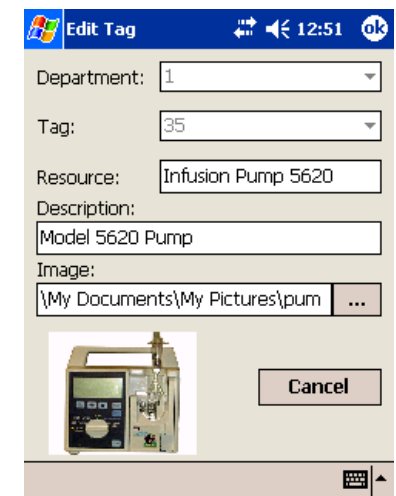 Edit Tag 12:51 ok
Department: 1
Tag: 35
Resource: Infusion Pump 5620
Description:
Model 5620 Pump
Image:
\My Documents\My Pictures\pum ...
Cancel